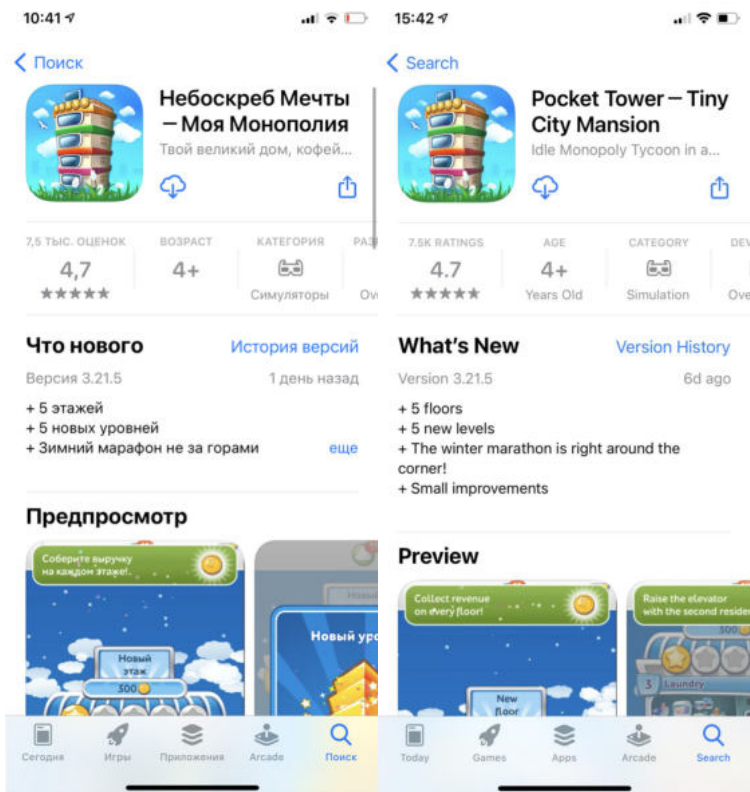 10:41
Поиск
Небоскреб Мечты
– Моя Монополия
Твой великий дом, кофей...
7,5 ТЫС. ОЦЕНОК
ВОЗРАСТ
КАТЕГОРИЯ
4,7
4+
Симуляторы
Что нового
История версий
Версия 3.21.5
1 день назад
+ 5 этажей
+ 5 новых уровней
+ Зимний марафон не за горами
еще
Предпросмотр
Соберите выручку
на каждом этаже!
Новый
этаж
500
Новый уро
Сегодня
Игры
Приложения
Arcade
Поиск
15:42
Search
Pocket Tower – Tiny
City Mansion
Idle Monopoly Tycoon in a...
7.5K RATINGS
AGE
CATEGORY
DEV
4.7
4+
Years Old
Simulation
Ove
What's New
Version History
Version 3.21.5
6d ago
+ 5 floors
+ 5 new levels
+ The winter marathon is right around the
corner!
+ Small improvements
Preview
Collect revenue
on every floor!
New
floor
Raise the elevator
with the second reside
500
3 Laundry
Today
Games
Apps
Arcade
Search